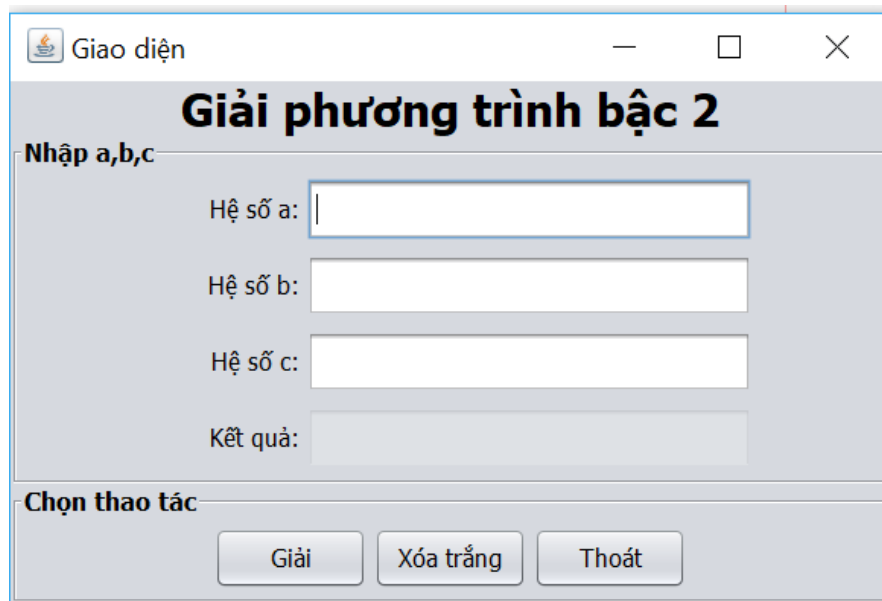 Giao diện
Giải phương trình bậc 2
Nhập a,b,c
Hệ số a:
Hệ số b:
Hệ số c:
Kết quả:
Chọn thao tác
Giải Xóa trắng Thoát